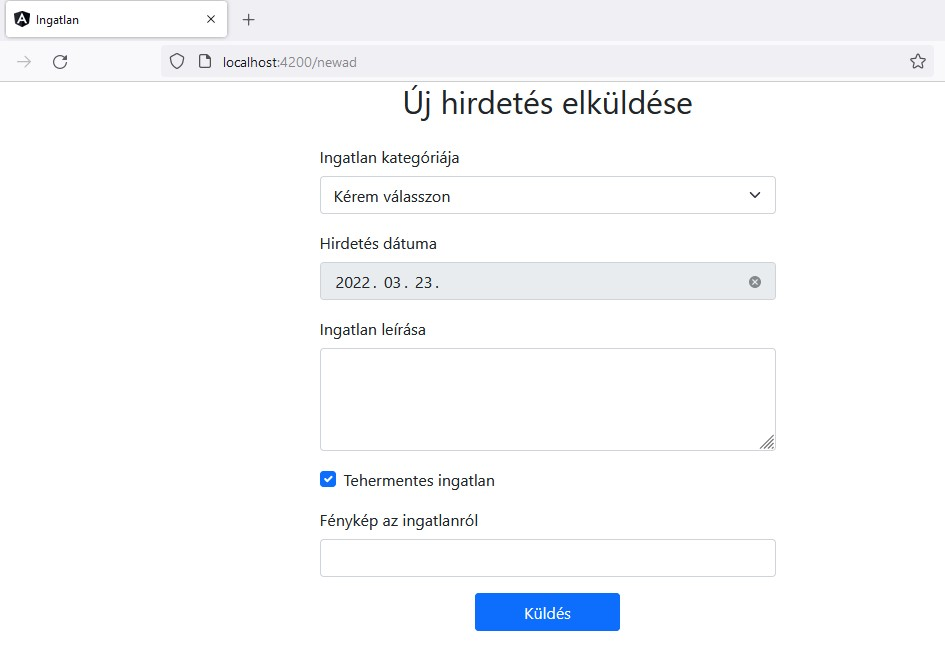 Ingatlan
localhost:4200/newad
Új hirdetés elküldése
Ingatlan kategóriája
Kérem válasszon
Hirdetés dátuma
2022. 03. 23.
Ingatlan leírása
Tehermentes ingatlan
Fénykép az ingatlanról
Küldés